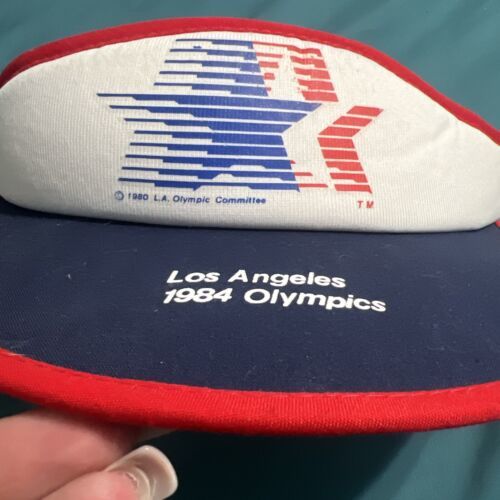 © 1980 L.A. Olympic Committee
TM
Los Angeles
1984 Olympics